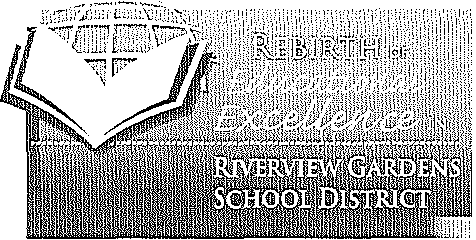 REBIRTH OF
Educational
Excellence
RIVERVIEW GARDENS
SCHOOL DISTRICT